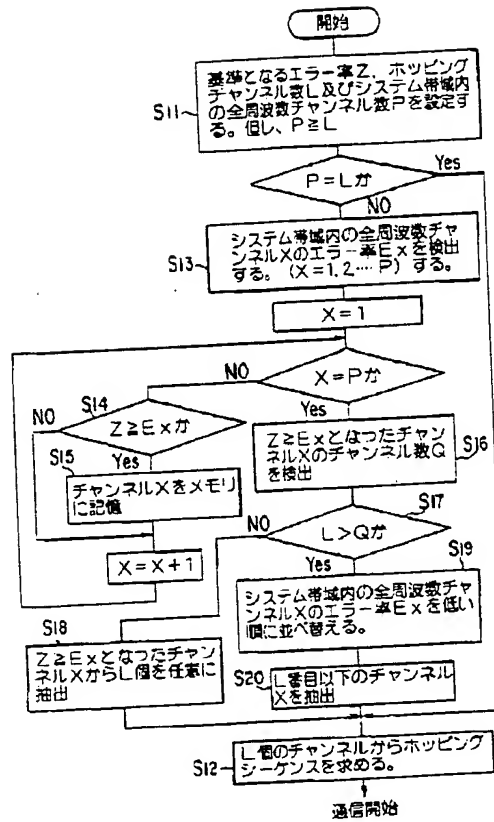 開始
基準となるエラー率Z、ホッピング
チャンネル数L及びシステム帯域内
の全周波数チャンネル数Pを設定す
る。但し、P≧L
S11
Yes
P=Lか
NO
システム帯域内の全周波数チャ
ンネルXのエラー率Exを検出
する。(X=1,2…P)する。
S13
X=1
NO
X=Pか
S14
NO
Z≧Exか
Yes
Yes
Z≧Exとなったチャン
ネルXのチャンネル数Q
を検出
S16
S15
チャンネルXをメモリ
に記憶
S17
NO
L>Qか
X=X+1
Yes
S19
システム帯域内の全周波数チャ
ンネルXのエラー率Exを低い
順に並べ替える。
S18
Z≧Exとなったチャン
ネルXからL個を任意に
抽出
S20
L番目以下のチャンネル
Xを抽出
S12
L個のチャンネルからホッピング
シーケンスを求める。
通信開始